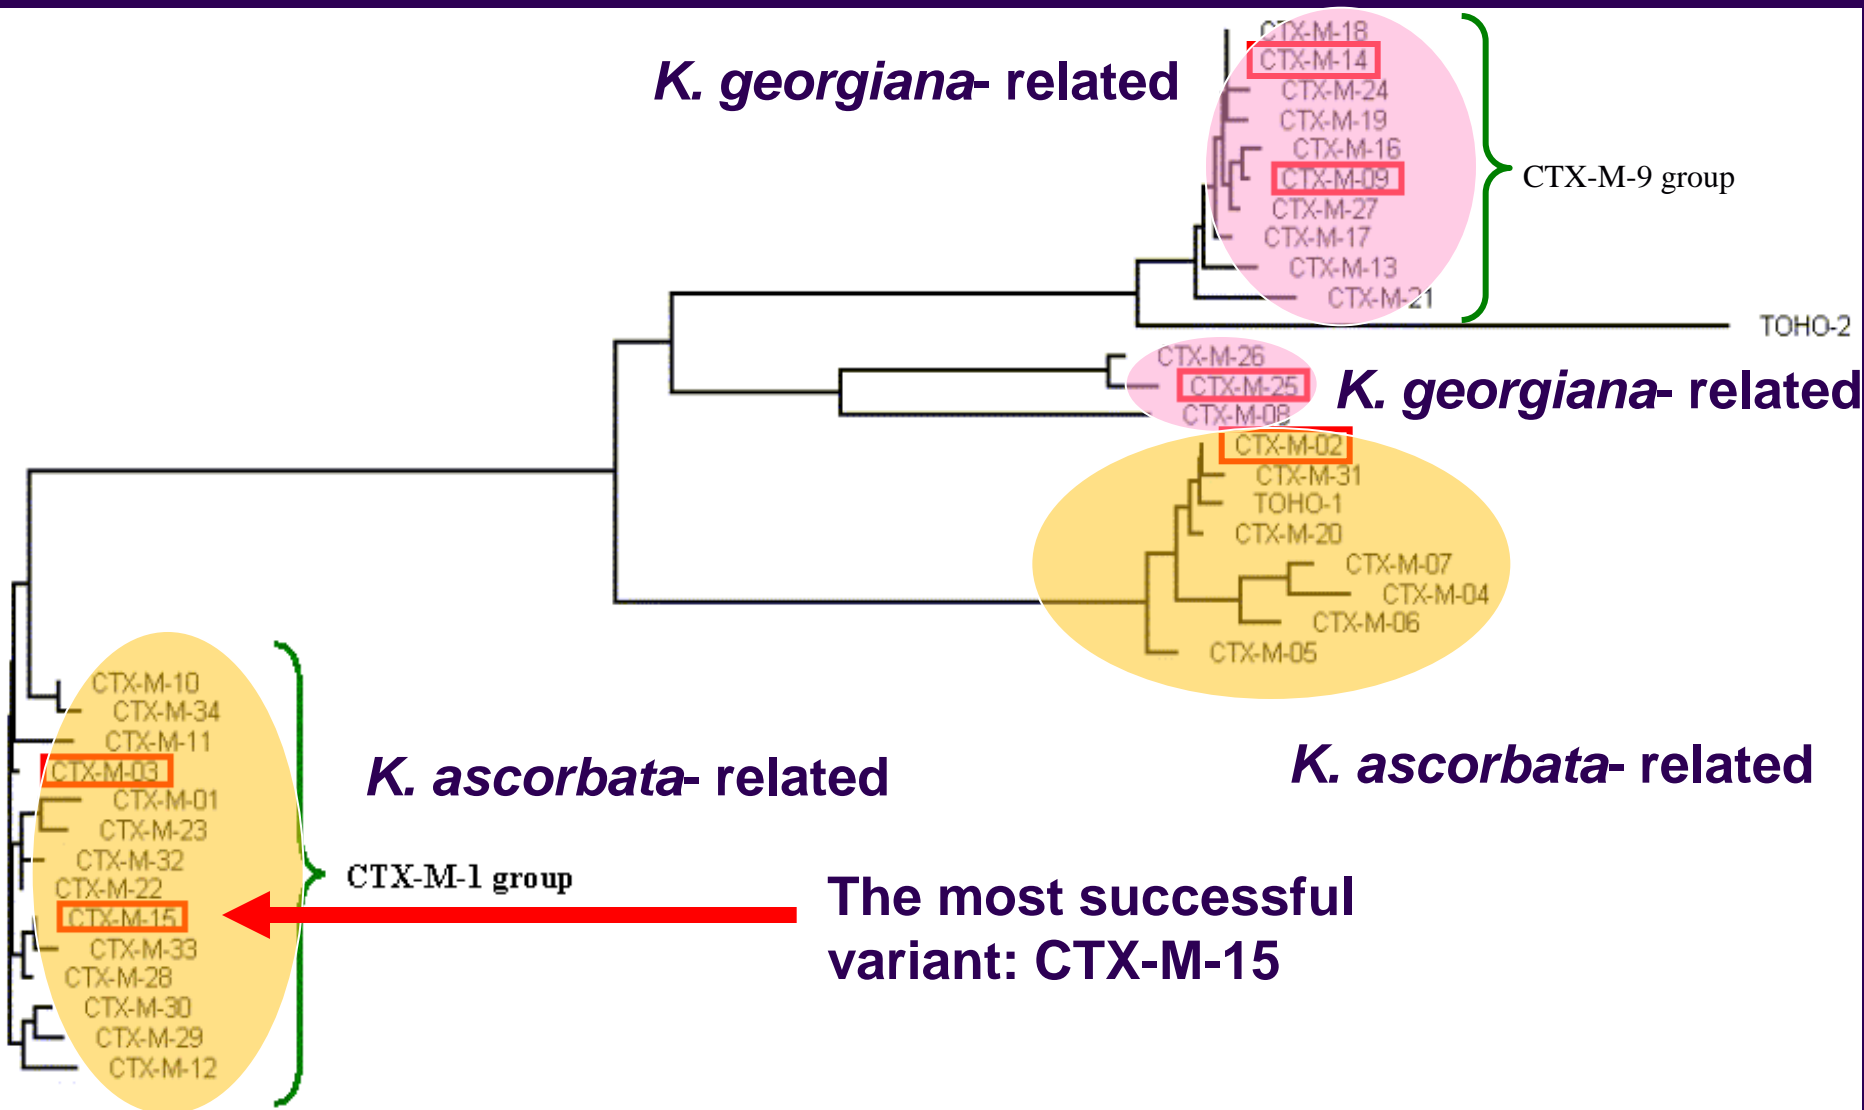 K. georgiana- related
CTX-M-18
CTX-M-14
CTX-M-24
CTX-M-19
CTX-M-16
CTX-M-09
CTX-M-27
CTX-M-17
CTX-M-13
CTX-M-21
CTX-M-9 group
TOHO-2
CTX-M-26
CTX-M-25
CTX-M-08
K. georgiana- related
CTX-M-02
CTX-M-31
TOHO-1
CTX-M-20
CTX-M-07
CTX-M-04
CTX-M-06
CTX-M-05
K. ascorbata- related
CTX-M-10
CTX-M-34
CTX-M-11
CTX-M-03
CTX-M-01
CTX-M-23
CTX-M-32
CTX-M-22
CTX-M-15
CTX-M-33
CTX-M-28
CTX-M-30
CTX-M-29
CTX-M-12
K. ascorbata- related
CTX-M-1 group
The most successful
variant: CTX-M-15